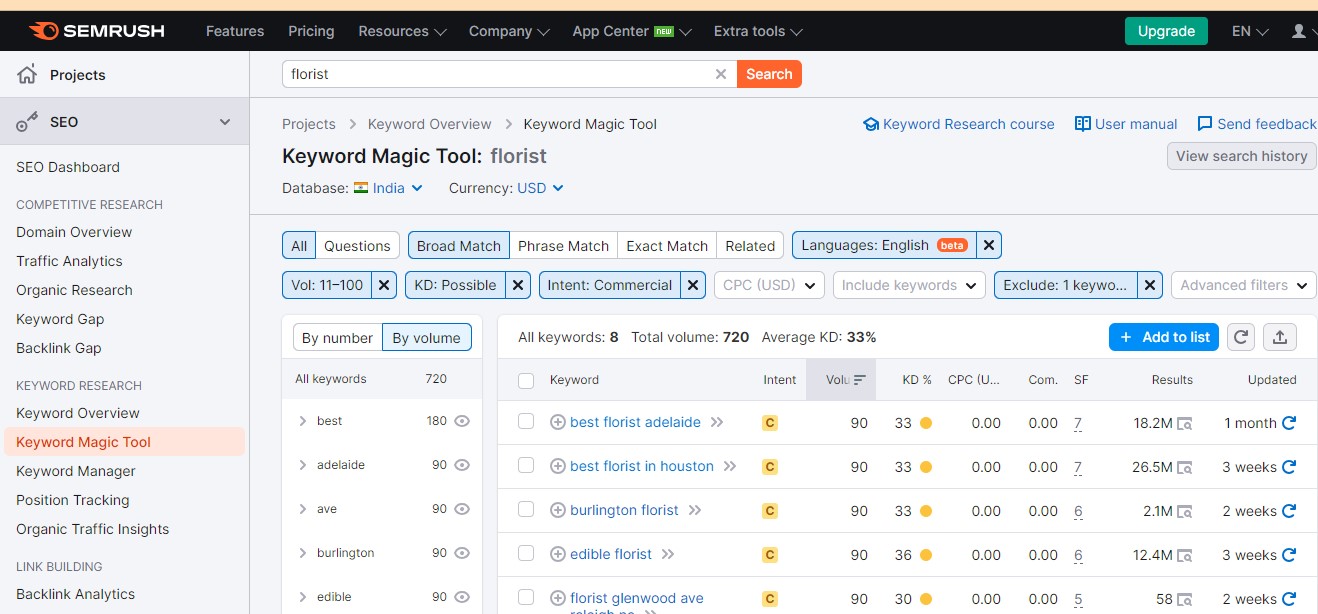 SEMRUSH Features Pricing Resources Company App Center NEW Extra tools Upgrade EN
Projects
florist Search
SEO
Projects > Keyword Overview > Keyword Magic Tool Keyword Research course User manual Send feedback
Keyword Magic Tool: florist View search history
Database: India Currency: USD
SEO Dashboard
COMPETITIVE RESEARCH
Domain Overview
Traffic Analytics
Organic Research
Keyword Gap
Backlink Gap
KEYWORD RESEARCH
Keyword Overview
Keyword Magic Tool
Keyword Manager
Position Tracking
Organic Traffic Insights
LINK BUILDING
Backlink Analytics
All Questions Broad Match Phrase Match Exact Match Related Languages: English beta
Vol: 11–100 KD: Possible Intent: Commercial CPC (USD) Include keywords Exclude: 1 keywo... Advanced filters
By number By volume
All keywords 720
best 180
adelaide 90
ave 90
burlington 90
edible 90
All keywords: 8 Total volume: 720 Average KD: 33% + Add to list
Keyword Intent Volu KD % CPC (U... Com. SF Results Updated
best florist adelaide C 90 33 0.00 0.00 7 18.2M 1 month
best florist in houston C 90 33 0.00 0.00 7 26.5M 3 weeks
burlington florist C 90 33 0.00 0.00 6 2.1M 2 weeks
edible florist C 90 36 0.00 0.00 6 12.4M 3 weeks
florist glenwood ave C 90 30 0.00 0.00 5 58 2 weeks
raleigh nc